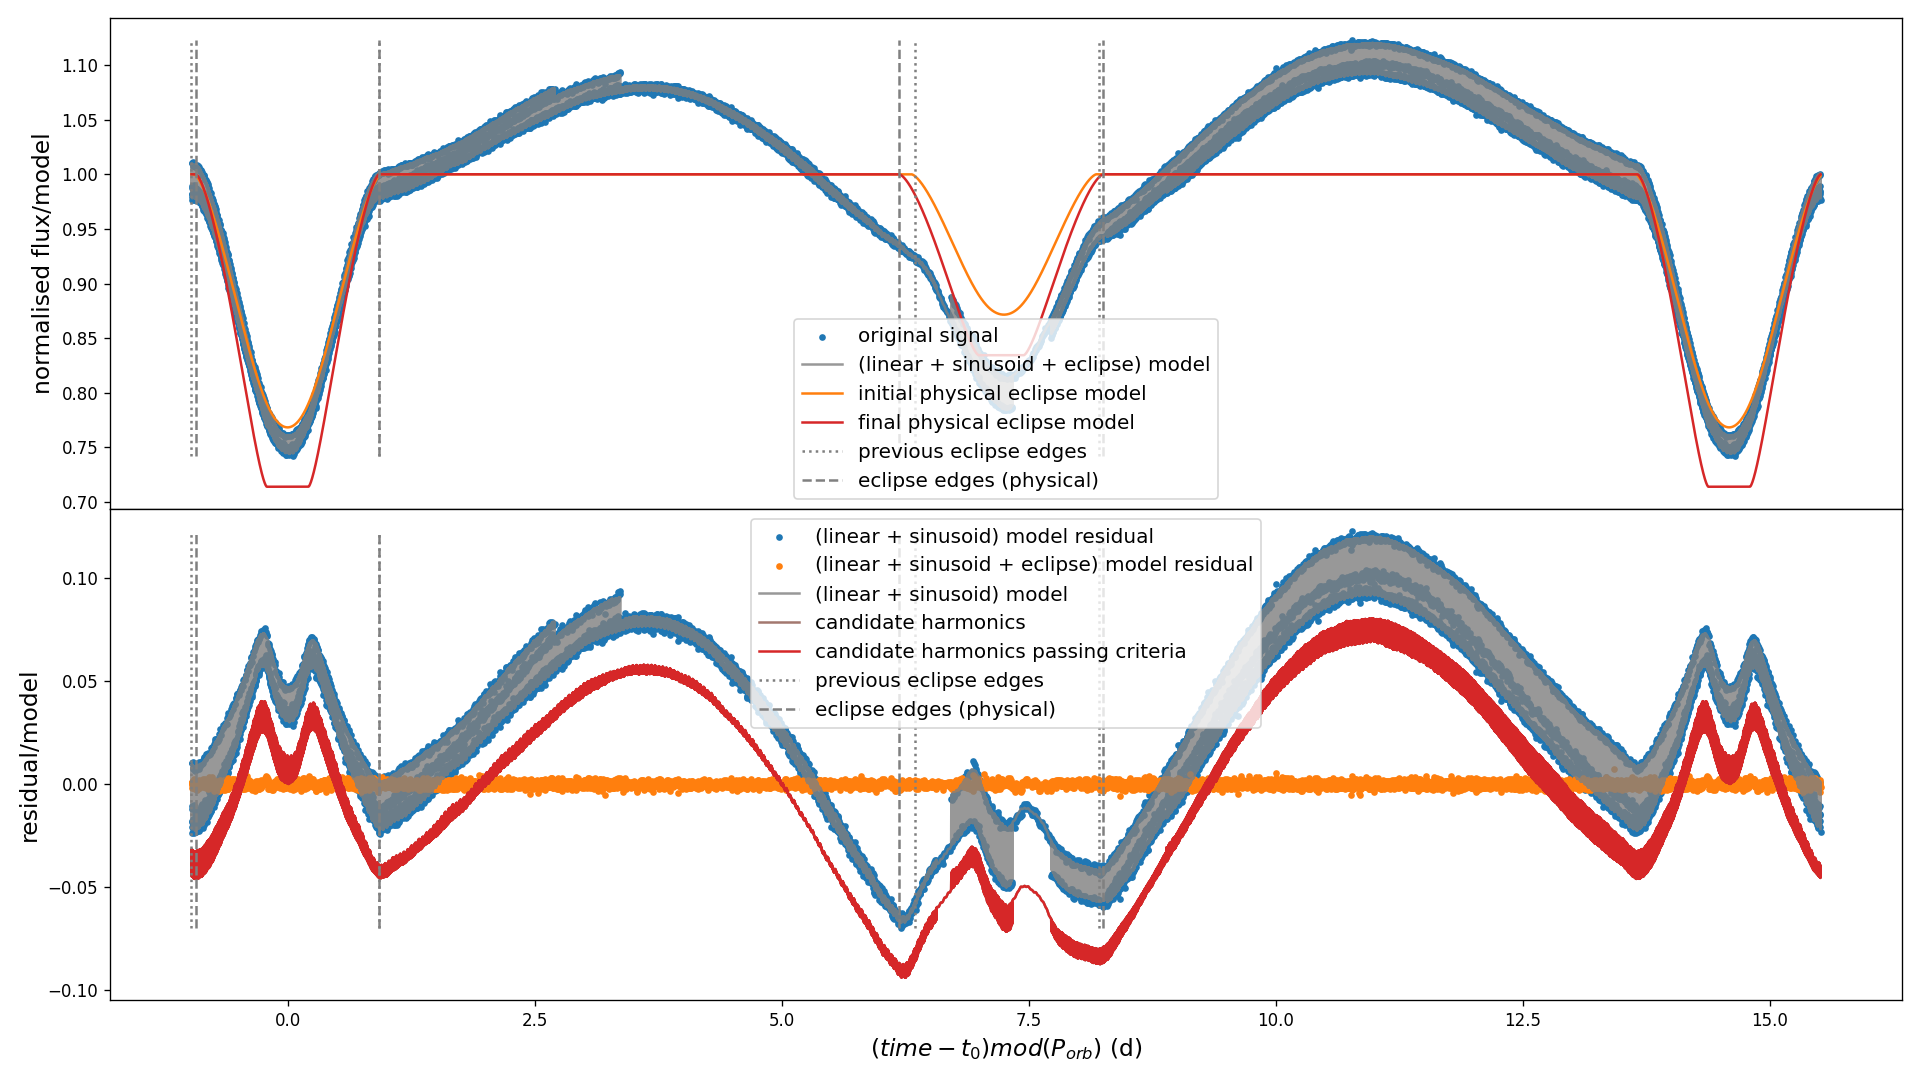 normalised flux/model
1.10
1.05
1.00
0.95
0.90
0.85
0.80
0.75
0.70
original signal
(linear + sinusoid + eclipse) model
initial physical eclipse model
final physical eclipse model
previous eclipse edges
eclipse edges (physical)
residual/model
0.10
0.05
0.00
−0.05
−0.10
(linear + sinusoid) model residual
(linear + sinusoid + eclipse) model residual
(linear + sinusoid) model
candidate harmonics
candidate harmonics passing criteria
previous eclipse edges
eclipse edges (physical)
0.0 2.5 5.0 7.5 10.0 12.5 15.0
(time − t₀)mod(Pₒᵣb) (d)